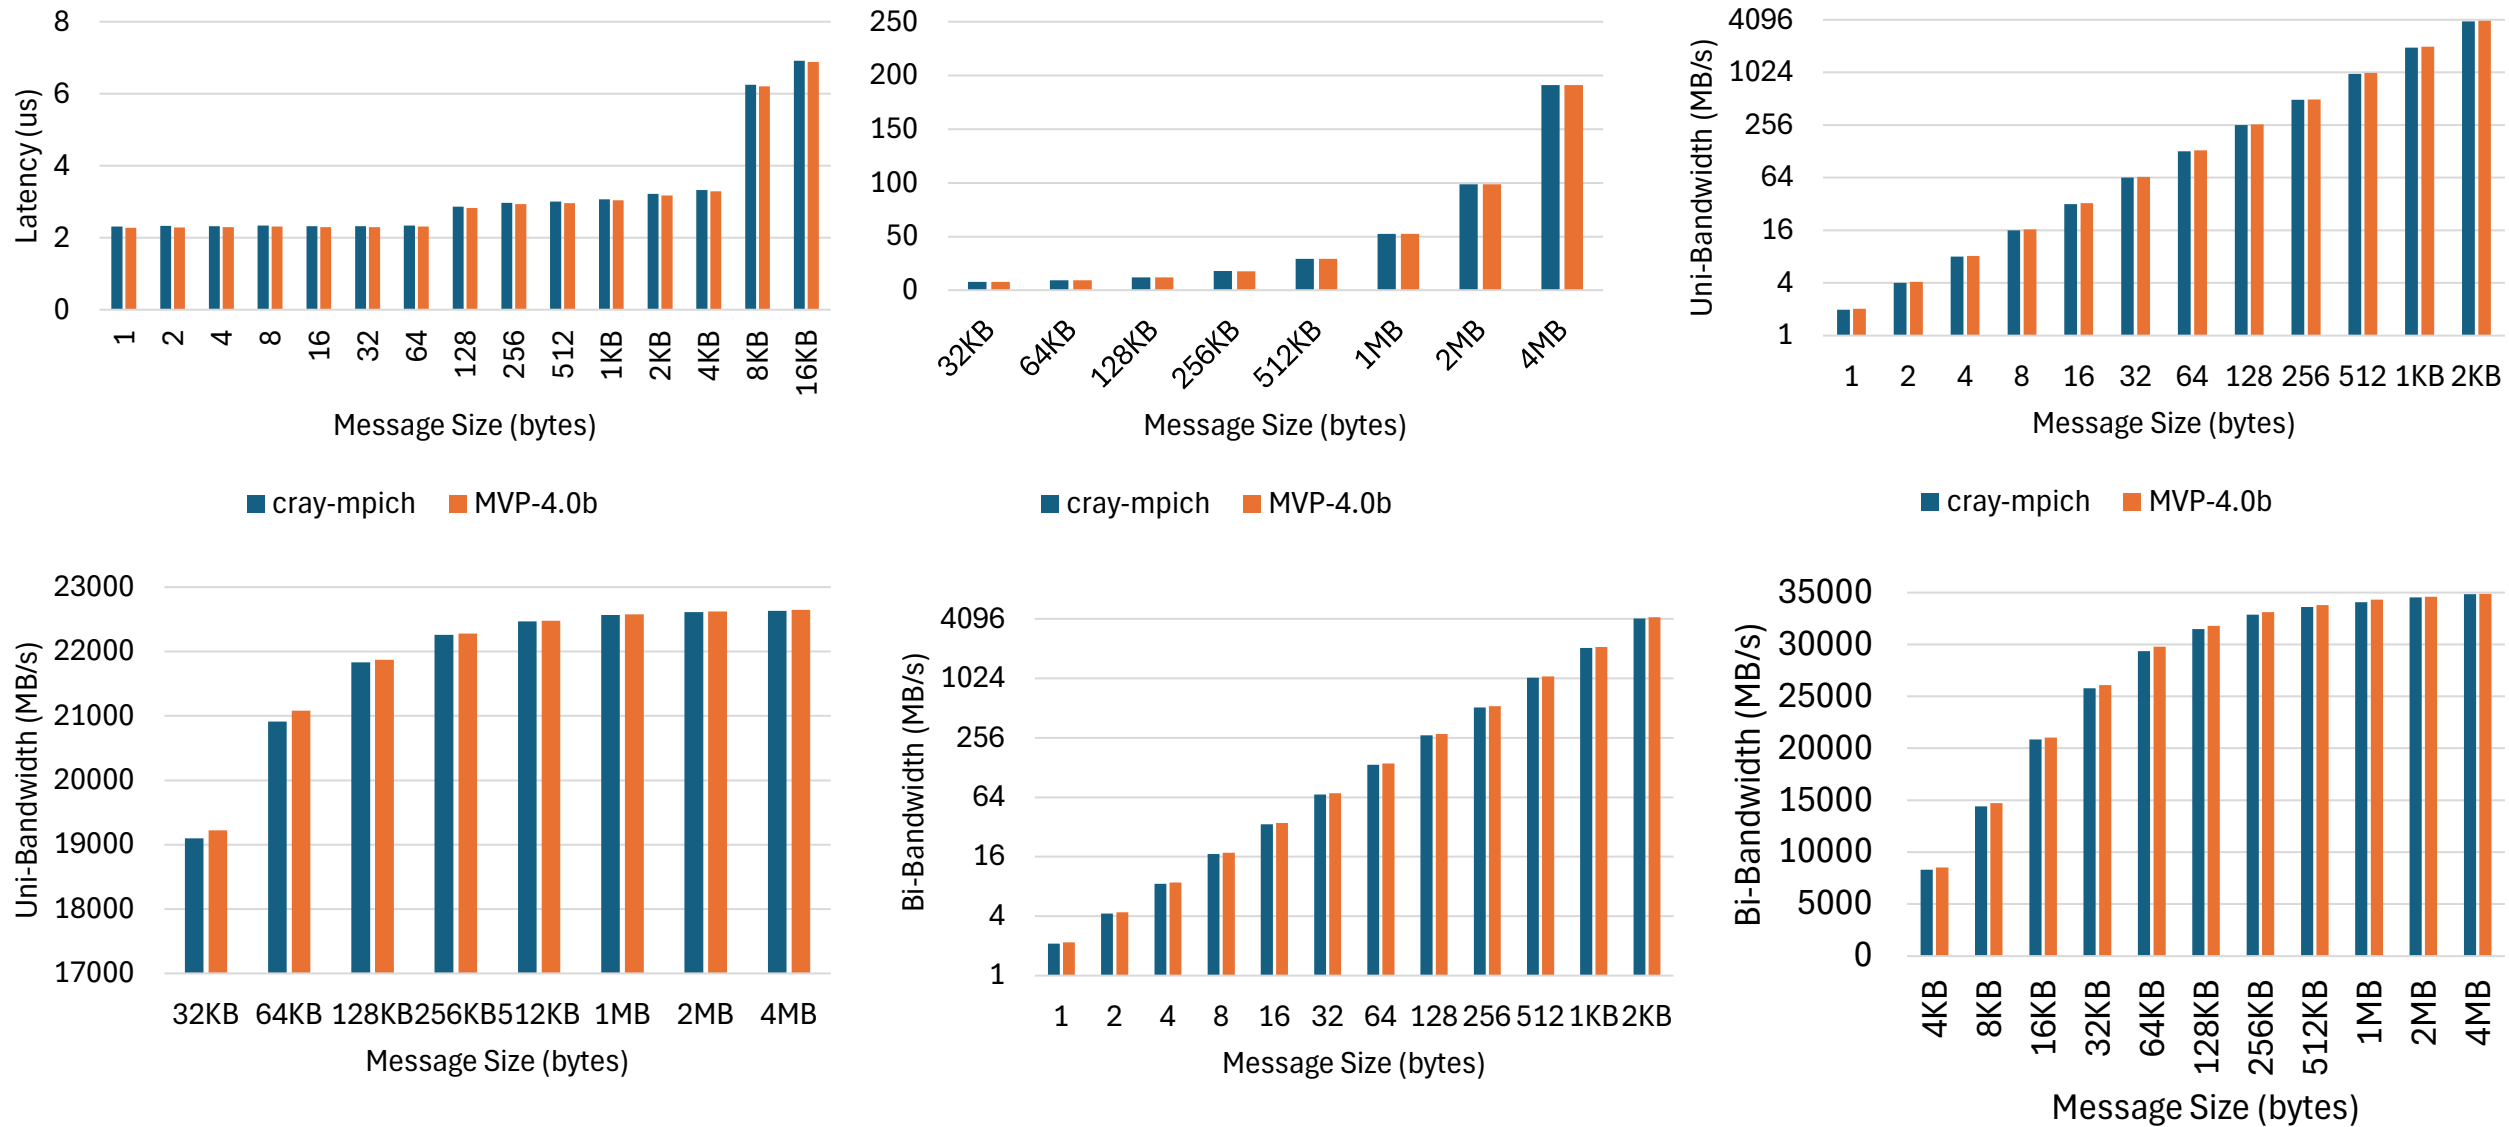 8
6
4
2
0
Latency (us)
1 2 4 8 16 32 64 128 256 512 1KB 2KB 4KB 8KB 16KB
Message Size (bytes)
cray-mpich MVP-4.0b
250
200
150
100
50
0
32KB 64KB 128KB 256KB 512KB 1MB 2MB 4MB
Message Size (bytes)
cray-mpich MVP-4.0b
4096
1024
256
64
16
4
1
Uni-Bandwidth (MB/s)
1 2 4 8 16 32 64 128 256 512 1KB 2KB
Message Size (bytes)
cray-mpich MVP-4.0b
23000
22000
21000
20000
19000
18000
17000
Uni-Bandwidth (MB/s)
32KB 64KB 128KB 256KB 512KB 1MB 2MB 4MB
Message Size (bytes)
4096
1024
256
64
16
4
1
Bi-Bandwidth (MB/s)
1 2 4 8 16 32 64 128 256 512 1KB 2KB
Message Size (bytes)
35000
30000
25000
20000
15000
10000
5000
0
Bi-Bandwidth (MB/s)
4KB 8KB 16KB 32KB 64KB 128KB 256KB 512KB 1MB 2MB 4MB
Message Size (bytes)